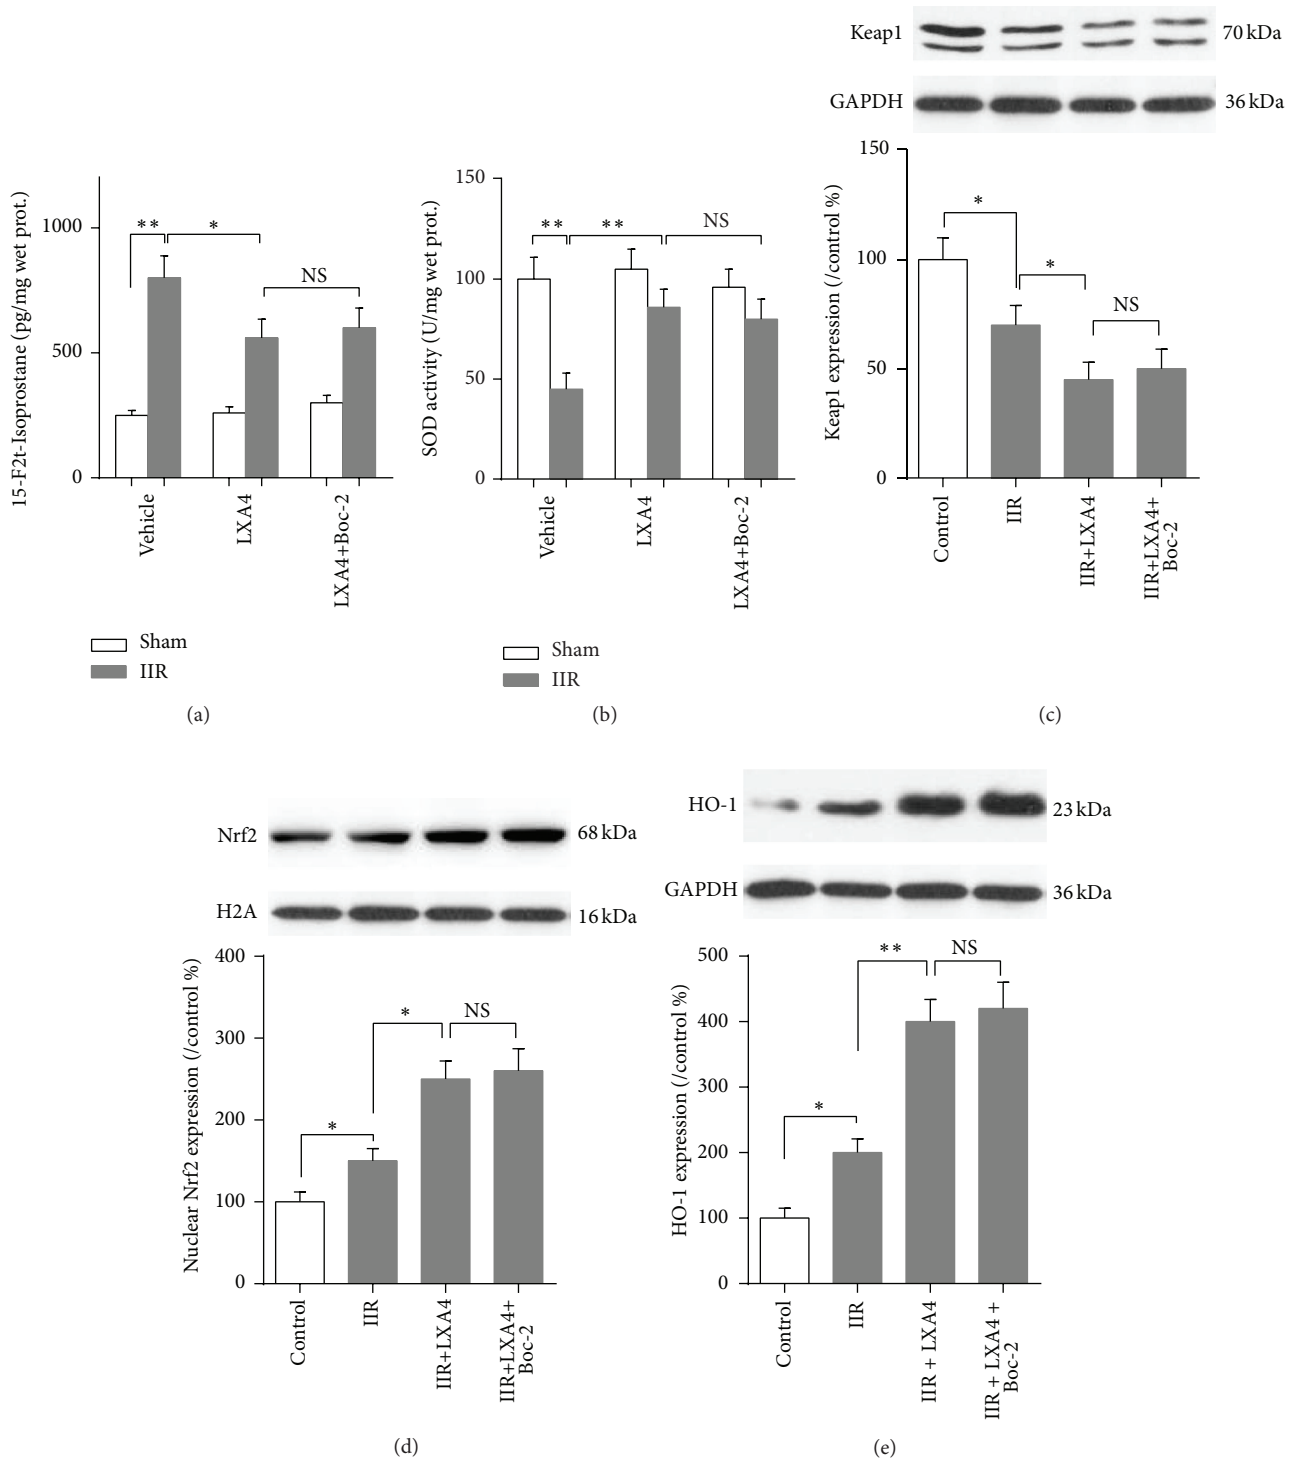 15-F2t-Isoprostane (pg/mg wet prot.)
1000
500
0
**
*
NS
Vehicle
LXA4
LXA4+Boc-2
Sham
IIR
(a)
SOD activity (U/mg wet prot.)
150
100
50
0
**
**
NS
Vehicle
LXA4
LXA4+Boc-2
Sham
IIR
(b)
Keap1
70 kDa
GAPDH
36 kDa
Keap1 expression (/control %)
150
100
50
0
*
*
NS
Control
IIR
IIR+LXA4
IIR+LXA4+
Boc-2
(c)
Nrf2
68 kDa
H2A
16 kDa
Nuclear Nrf2 expression (/control %)
400
300
200
100
0
*
*
NS
Control
IIR
IIR+LXA4
IIR+LXA4+
Boc-2
(d)
HO-1
23 kDa
GAPDH
36 kDa
HO-1 expression (/control %)
500
400
300
200
100
0
*
**
NS
Control
IIR
IIR + LXA4
IIR + LXA4 +
Boc-2
(e)